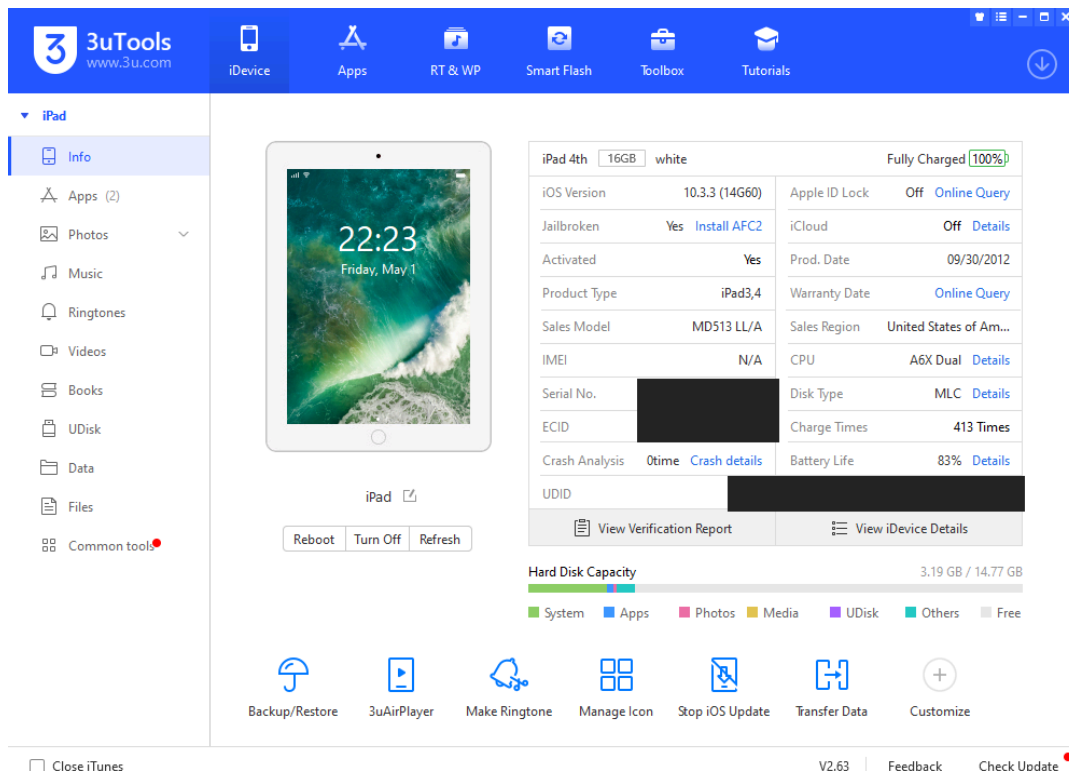 3uTools
www.3u.com
iDevice
Apps
RT & WP
Smart Flash
Toolbox
Tutorials
iPad
Info
Apps (2)
Photos
Music
Ringtones
Videos
Books
UDisk
Data
Files
Common tools
22:23
Friday, May 1
iPad
Reboot Turn Off Refresh
iPad 4th 16GB white Fully Charged 100%
iOS Version 10.3.3 (14G60) Apple ID Lock Off Online Query
Jailbroken Yes Install AFC2 iCloud Off Details
Activated Yes Prod. Date 09/30/2012
Product Type iPad3,4 Warranty Date Online Query
Sales Model MD513 LL/A Sales Region United States of Am...
IMEI N/A CPU A6X Dual Details
Serial No. Disk Type MLC Details
ECID Charge Times 413 Times
Crash Analysis 0time Crash details Battery Life 83% Details
UDID
View Verification Report View iDevice Details
Hard Disk Capacity 3.19 GB / 14.77 GB
System Apps Photos Media UDisk Others Free
Backup/Restore 3uAirPlayer Make Ringtone Manage Icon Stop iOS Update Transfer Data Customize
Close iTunes V2.63 Feedback Check Update